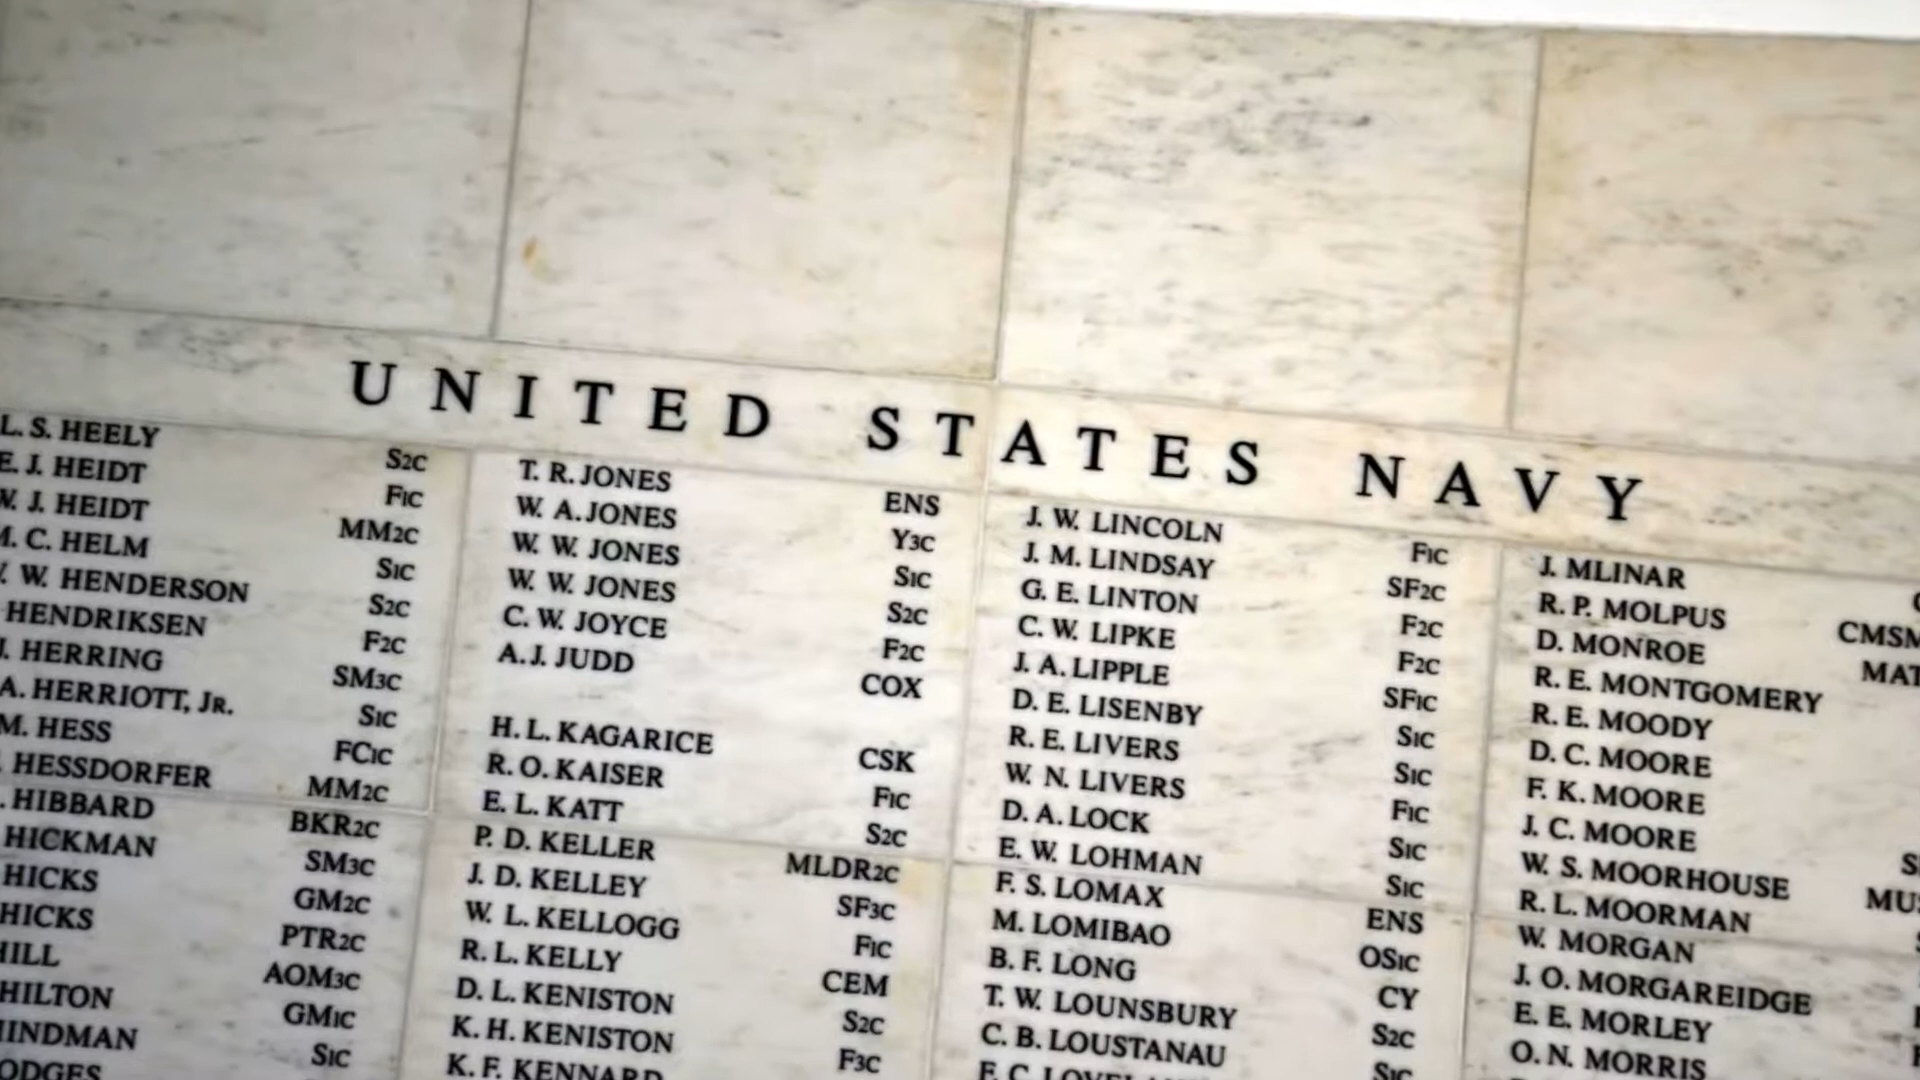 UNITED STATES NAVY
L. S. HEELY S2C
E. J. HEIDT F1C
W. J. HEIDT MM2C
M. C. HELM S1C
W. HENDERSON S2C
HENDRIKSEN F2C
J. HERRING SM3C
A. HERRIOTT, JR. S1C
M. HESS FC1C
HESSDORFER MM2C
HIBBARD BKR2C
HICKMAN SM3C
HICKS GM2C
HICKS PTR2C
HILL AOM3C
HILTON GM1C
HINDMAN S1C
T. R. JONES ENS
W. A. JONES Y3C
W. W. JONES S1C
W. W. JONES S2C
C. W. JOYCE F2C
A. J. JUDD COX
H. L. KAGARICE CSK
R. O. KAISER F1C
E. L. KATT S2C
P. D. KELLER MLDR2C
J. D. KELLEY SF3C
W. L. KELLOGG F1C
R. L. KELLY CEM
D. L. KENISTON S2C
K. H. KENISTON F3C
K. F. KENNARD
J. W. LINCOLN F1C
J. M. LINDSAY SF2C
G. E. LINTON F2C
C. W. LIPKE F2C
J. A. LIPPLE SF1C
D. E. LISENBY S1C
R. E. LIVERS S1C
W. N. LIVERS F1C
D. A. LOCK S1C
E. W. LOHMAN S1C
F. S. LOMAX ENS
M. LOMIBAO OS1C
B. F. LONG CY
T. W. LOUNSBURY S2C
C. B. LOUSTANAU S1C
J. MLINAR
R. P. MOLPUS CMSM
D. MONROE MAT
R. E. MONTGOMERY
R. E. MOODY
D. C. MOORE
F. K. MOORE
J. C. MOORE
W. S. MOORHOUSE MUS
R. L. MOORMAN
W. MORGAN
J. O. MORGAREIDGE
E. E. MORLEY
O. N. MORRIS